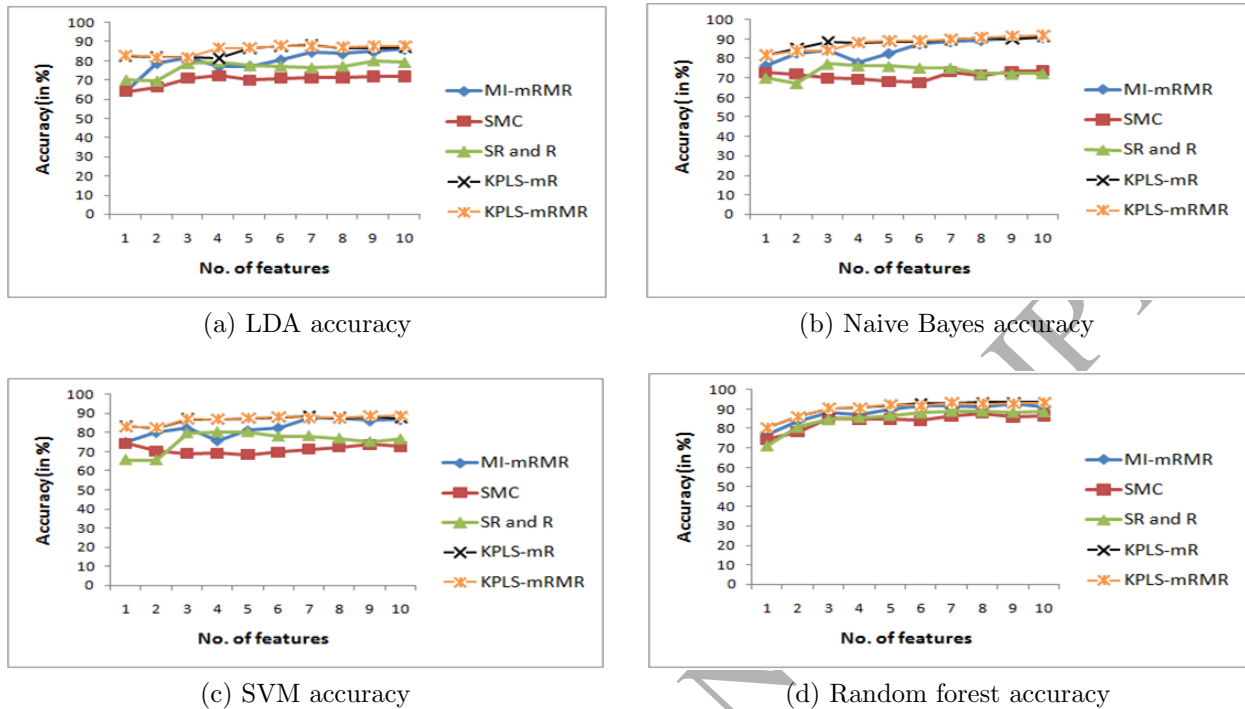 100
90
80
70
60
50
40
30
20
10
0
Accuracy(in %)
1 2 3 4 5 6 7 8 9 10
No. of features
MI-mRMR
SMC
SR and R
KPLS-mR
KPLS-mRMR
(a) LDA accuracy
100
90
80
70
60
50
40
30
20
10
0
Accuracy( in %)
1 2 3 4 5 6 7 8 9 10
No. of features
MI-mRMR
SMC
SR and R
KPLS-mR
KPLS-mRMR
(b) Naive Bayes accuracy
100
90
80
70
60
50
40
30
20
10
0
Accuracy(in %)
1 2 3 4 5 6 7 8 9 10
No. of features
MI-mRMR
SMC
SR and R
KPLS-mR
KPLS-mRMR
(c) SVM accuracy
100
90
80
70
60
50
40
30
20
10
0
Accuracy(in %)
1 2 3 4 5 6 7 8 9 10
No. of features
MI-mRMR
SMC
SR and R
KPLS-mR
KPLS-mRMR
(d) Random forest accuracy